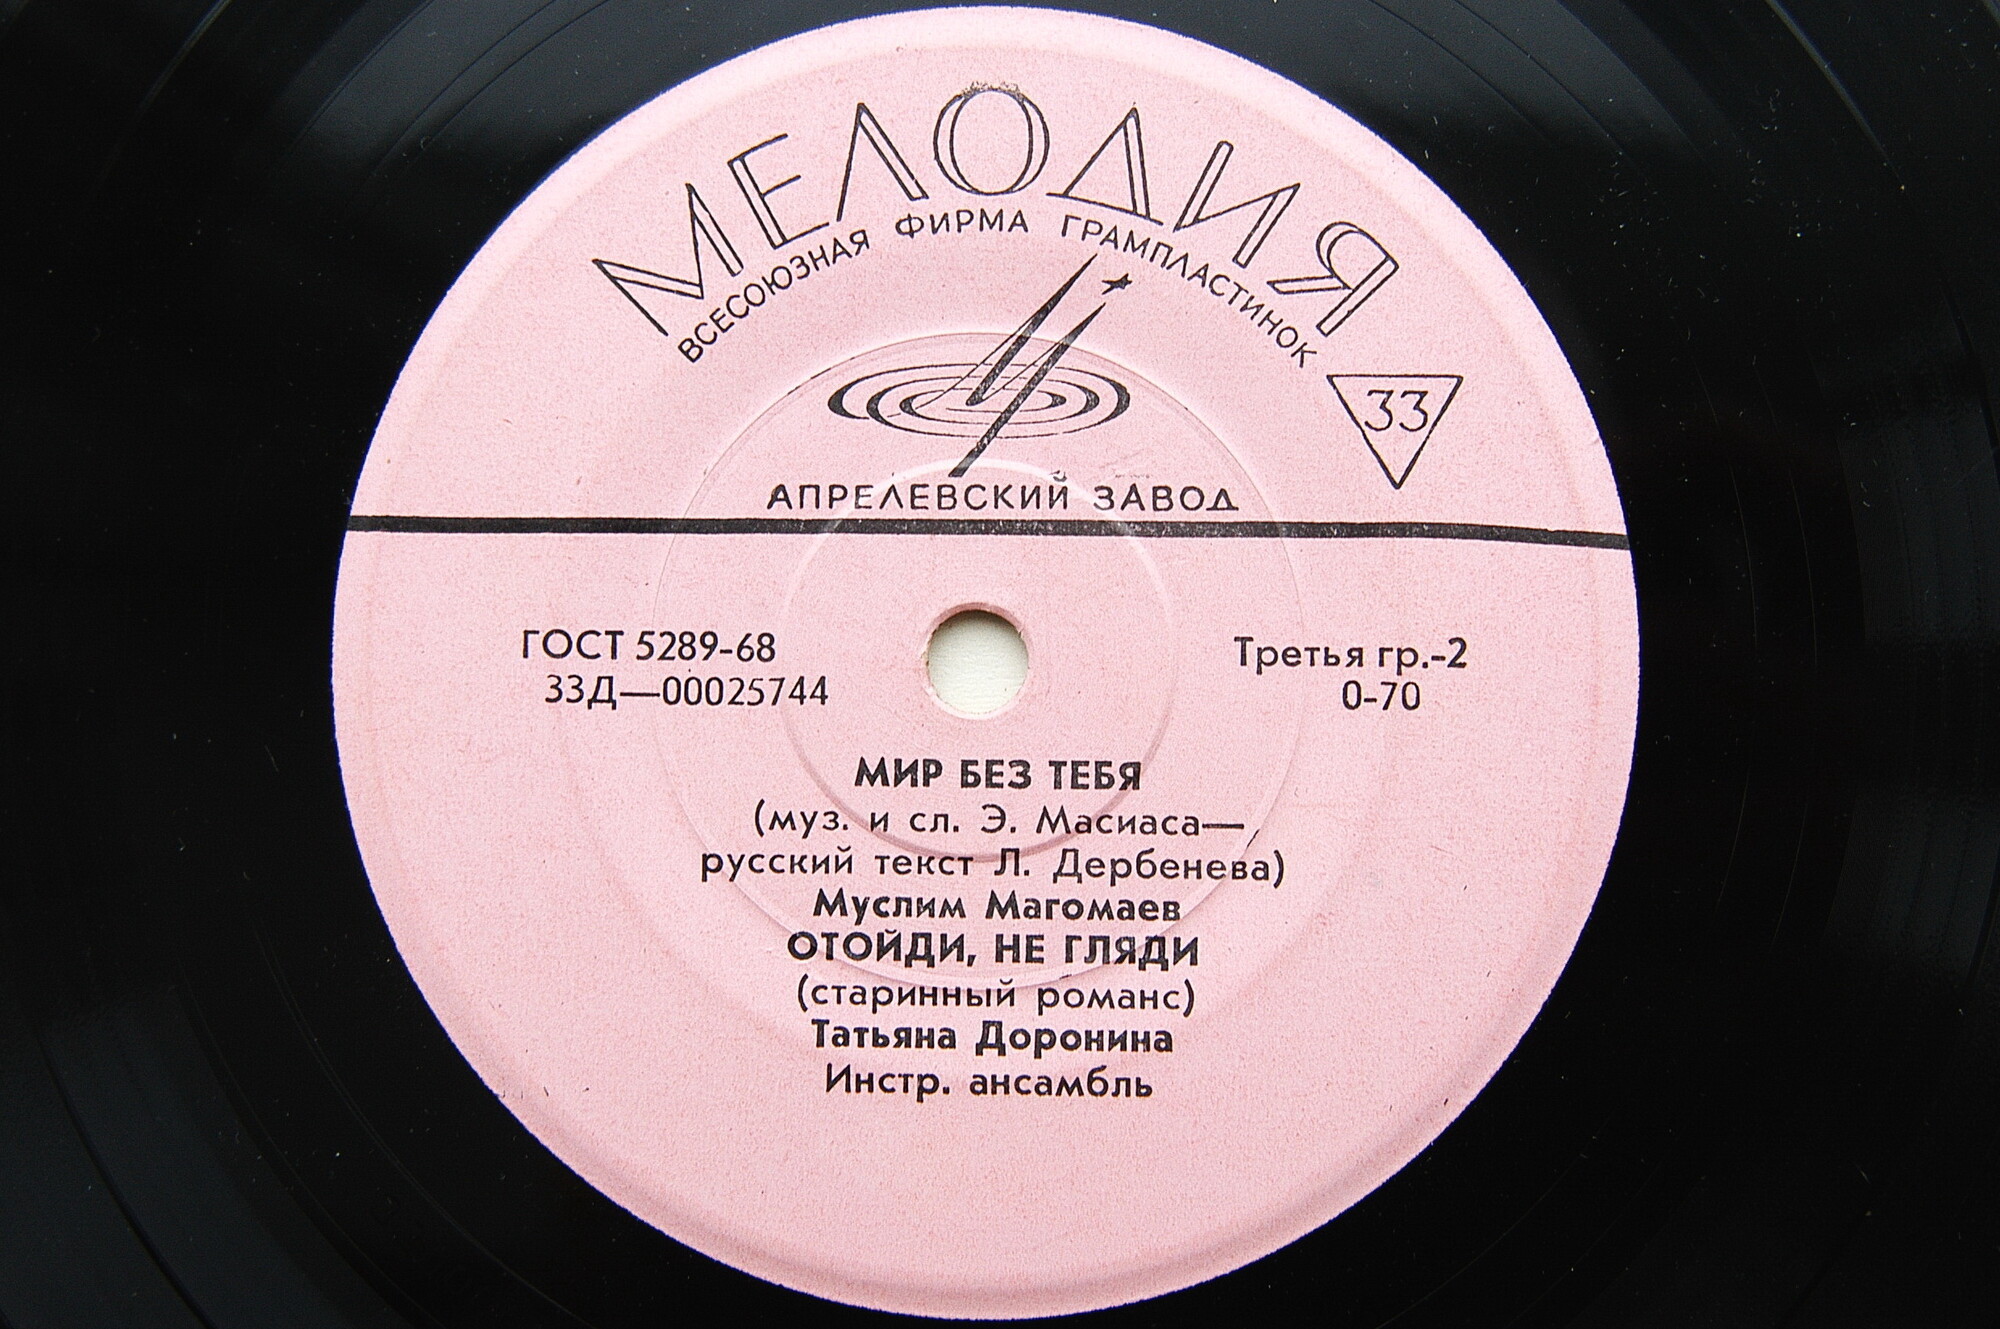 МЕЛОДИЯ
ВСЕСОЮЗНАЯ ФИРМА ГРАМПЛАСТИНОК
33
АПРЕЛЕВСКИЙ ЗАВОД
ГОСТ 5289-68
33Д—00025744
Третья гр.-2
0-70
МИР БЕЗ ТЕБЯ
(муз. и сл. Э. Масиаса—
русский текст Л. Дербенева)
Муслим Магомаев
ОТОЙДИ, НЕ ГЛЯДИ
(старинный романс)
Татьяна Доронина
Инстр. ансамбль